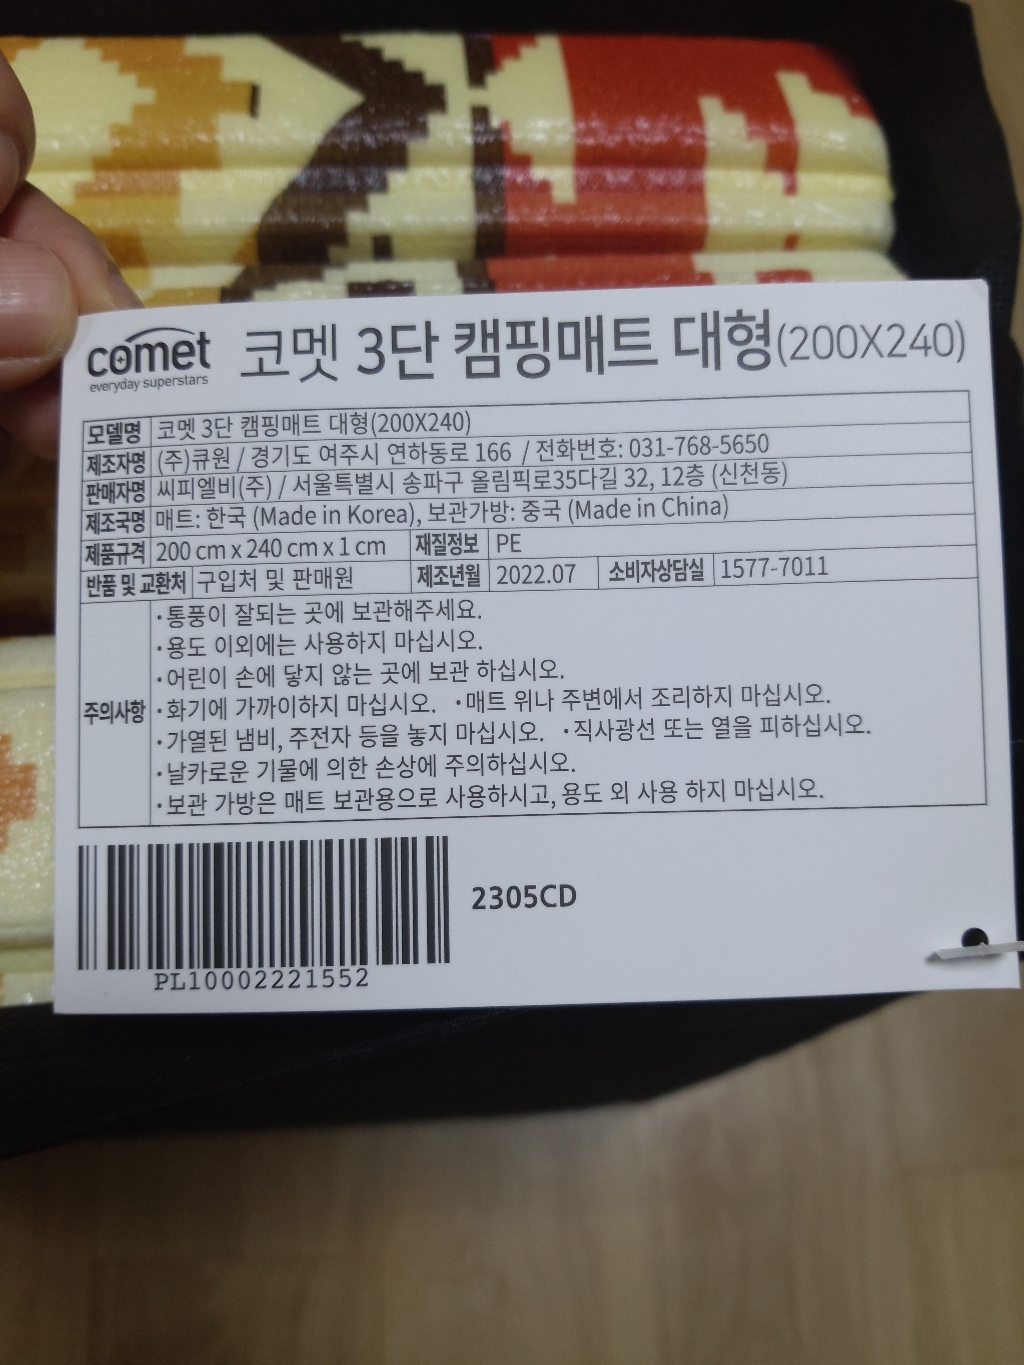 comet
everyday superstars
코멧 3단 캠핑매트 대형(200X240)
모델명 코멧 3단 캠핑매트 대형(200X240)
제조자명 (주)큐원 / 경기도 여주시 연하동로 166 / 전화번호: 031-768-5650
판매자명 씨피엘비(주) / 서울특별시 송파구 올림픽로35다길 32, 12층 (신천동)
제조국명 매트: 한국 (Made in Korea), 보관가방: 중국 (Made in China)
제품규격 200 cm x 240 cm x 1 cm 재질정보 PE
반품 및 교환처 구입처 및 판매원 제조년월 2022.07 소비자상담실 1577-7011
주의사항
·통풍이 잘되는 곳에 보관해주세요.
·용도 이외에는 사용하지 마십시오.
·어린이 손에 닿지 않는 곳에 보관 하십시오.
·화기에 가까이하지 마십시오. ·매트 위나 주변에서 조리하지 마십시오.
·가열된 냄비, 주전자 등을 놓지 마십시오. ·직사광선 또는 열을 피하십시오.
·날카로운 기물에 의한 손상에 주의하십시오.
·보관 가방은 매트 보관용으로 사용하시고, 용도 외 사용 하지 마십시오.
2305CD
PL10002221552